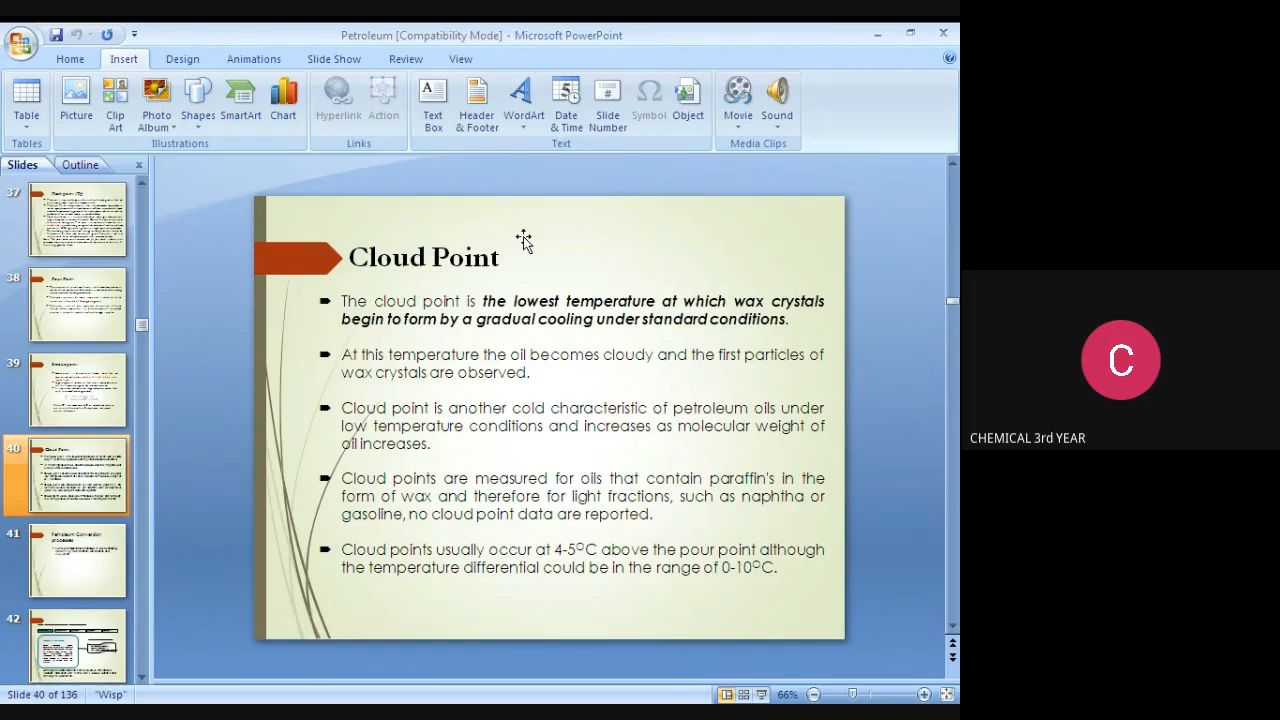 Petroleum [Compatibility Mode] - Microsoft PowerPoint
Home Insert Design Animations Slide Show Review View
Table Picture Clip Art Photo Album Shapes SmartArt Chart Hyperlink Action Text Box Header & Footer WordArt Date & Time Slide Number Symbol Object Movie Sound
Tables Illustrations Links Text Media Clips
Slides Outline
37
38
39
40
41
42
Cloud Point
The cloud point is the lowest temperature at which wax crystals
begin to form by a gradual cooling under standard conditions.
At this temperature the oil becomes cloudy and the first particles of
wax crystals are observed.
Cloud point is another cold characteristic of petroleum oils under
low temperature conditions and increases as molecular weight of
oil increases.
Cloud points are measured for oils that contain paraffin's in the
form of wax and therefore for light fractions, such as naphtha or
gasoline, no cloud point data are reported.
Cloud points usually occur at 4-5°C above the pour point although
the temperature differential could be in the range of 0-10°C.
Slide 40 of 136 "Wisp" 66%
C
CHEMICAL 3rd YEAR